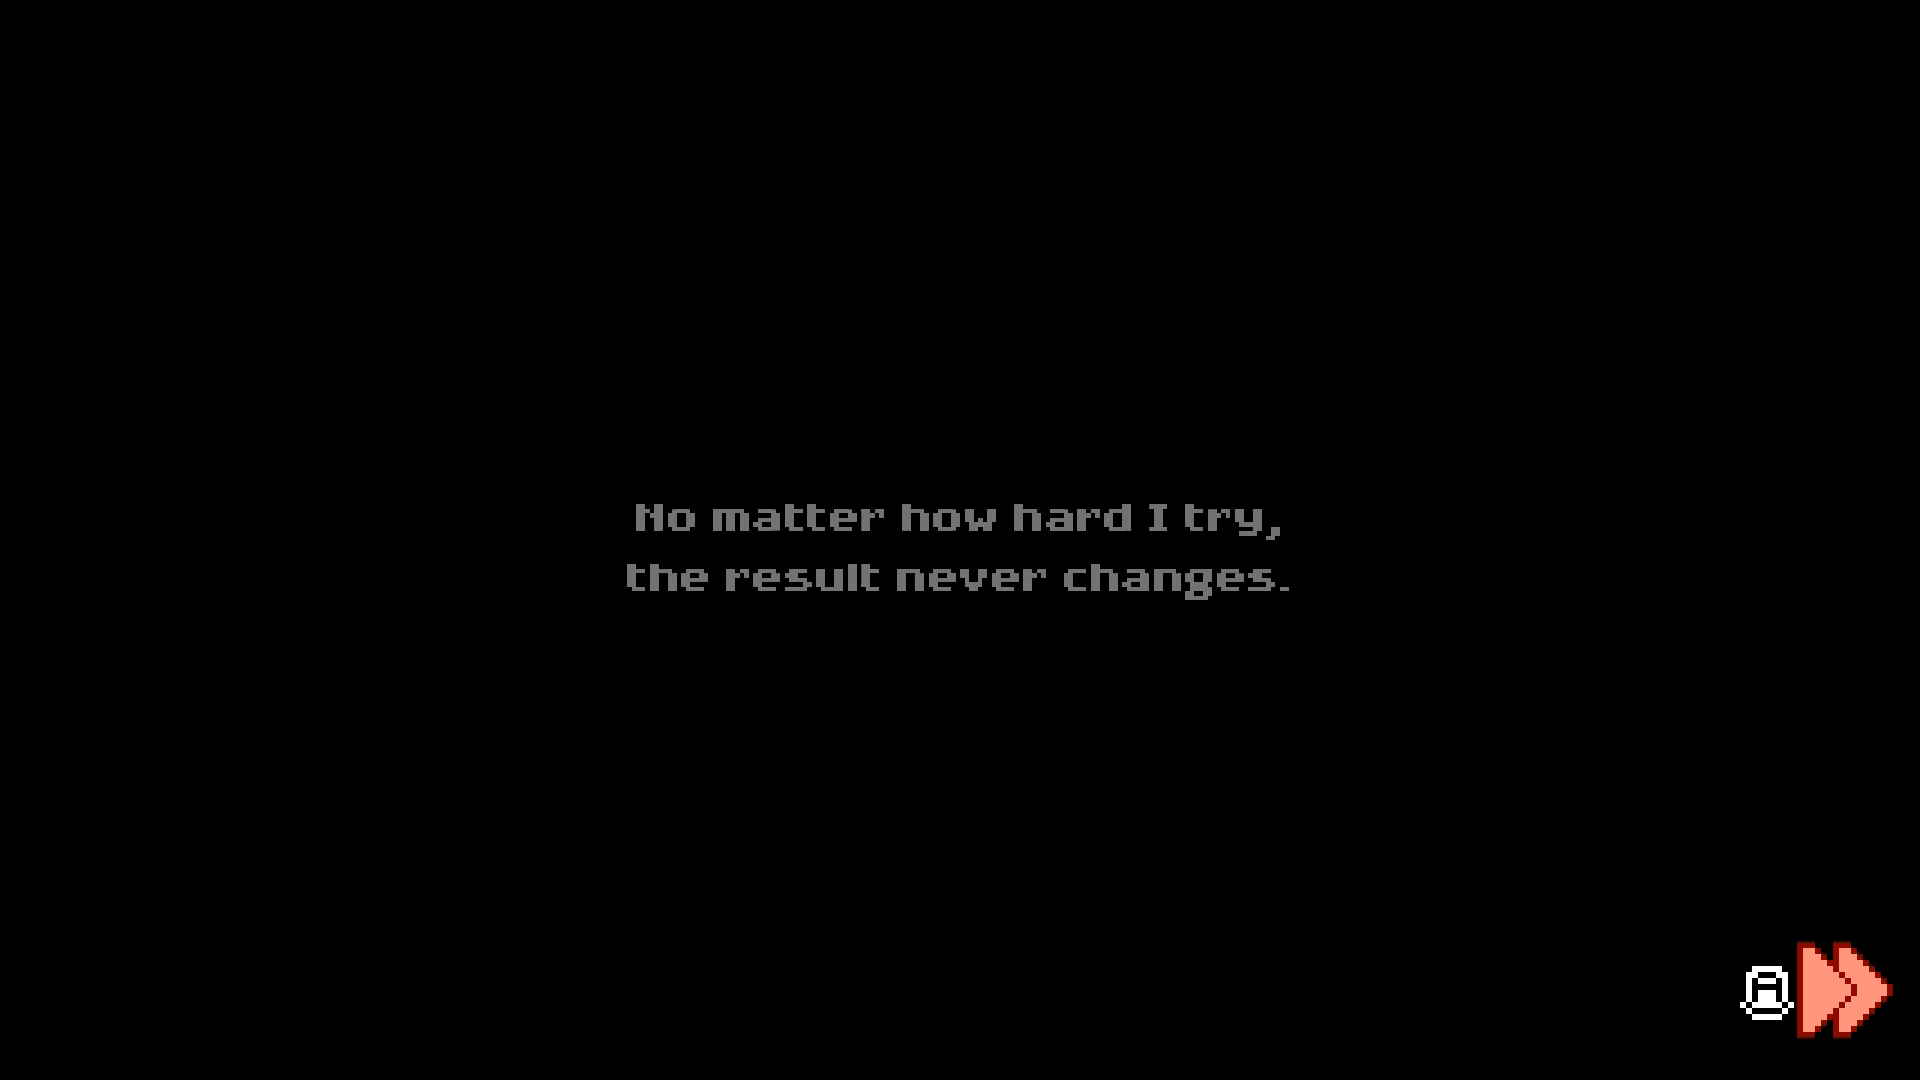 No matter how hard I try,
the result never changes.
A